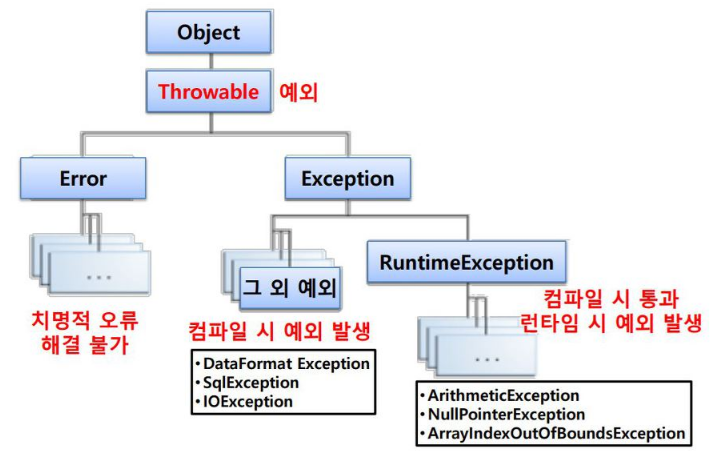 Object
Throwable 예외
Error
Exception
...
그 외 예외
RuntimeException
치명적 오류
해결 불가
컴파일 시 예외 발생
컴파일 시 통과
런타임 시 예외 발생
...
• DataFormat Exception
• SqlException
• IOException
• ArithmeticException
• NullPointerException
• ArrayIndexOutOfBoundsException